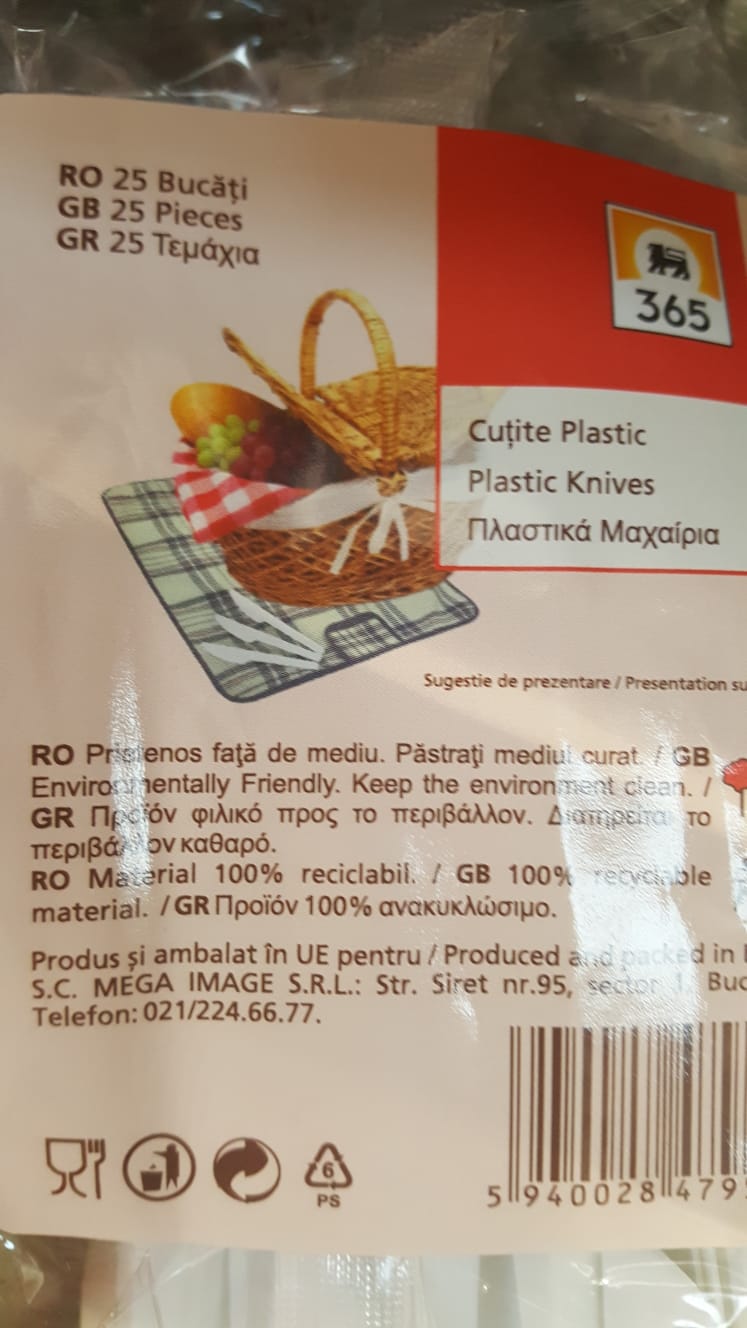 RO 25 Bucăți
GB 25 Pieces
GR 25 Τεμάχια
365
Cuțite Plastic
Plastic Knives
Πλαστικά Μαχαίρια
Sugestie de prezentare / Presentation
RO Prietenos faţă de mediu. Păstraţi mediul curat. / GB
Environmentally Friendly. Keep the environment clean. /
GR Προϊόν φιλικό προς το περιβάλλον. Διατηρείται το
περιβάλλον καθαρό.
RO Material 100% reciclabil. / GB 100% recyclable
material. / GR Προϊόν 100% ανακυκλώσιμο.
Produs și ambalat în UE pentru / Produced and packed in
S.C. MEGA IMAGE S.R.L.: Str. Siret nr.95, sector 1,
Telefon: 021/224.66.77.
6
PS
5 940028 479